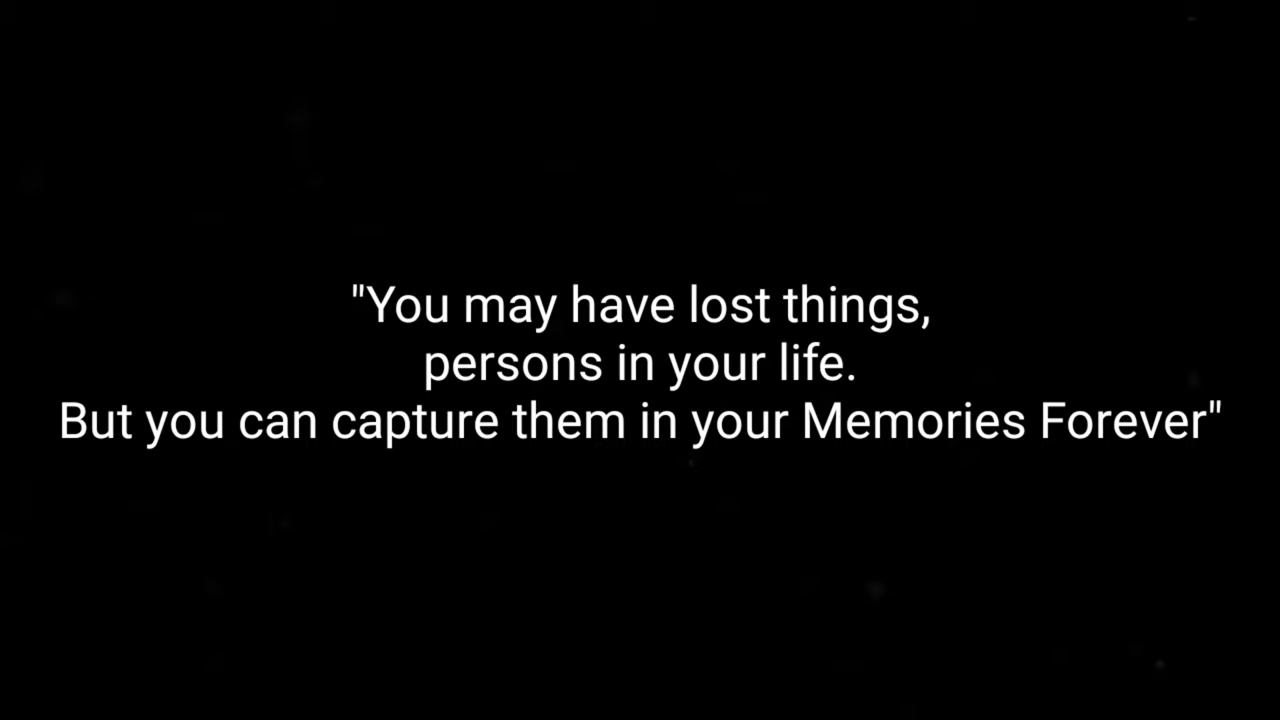 "You may have lost things,
persons in your life.
But you can capture them in your Memories Forever"